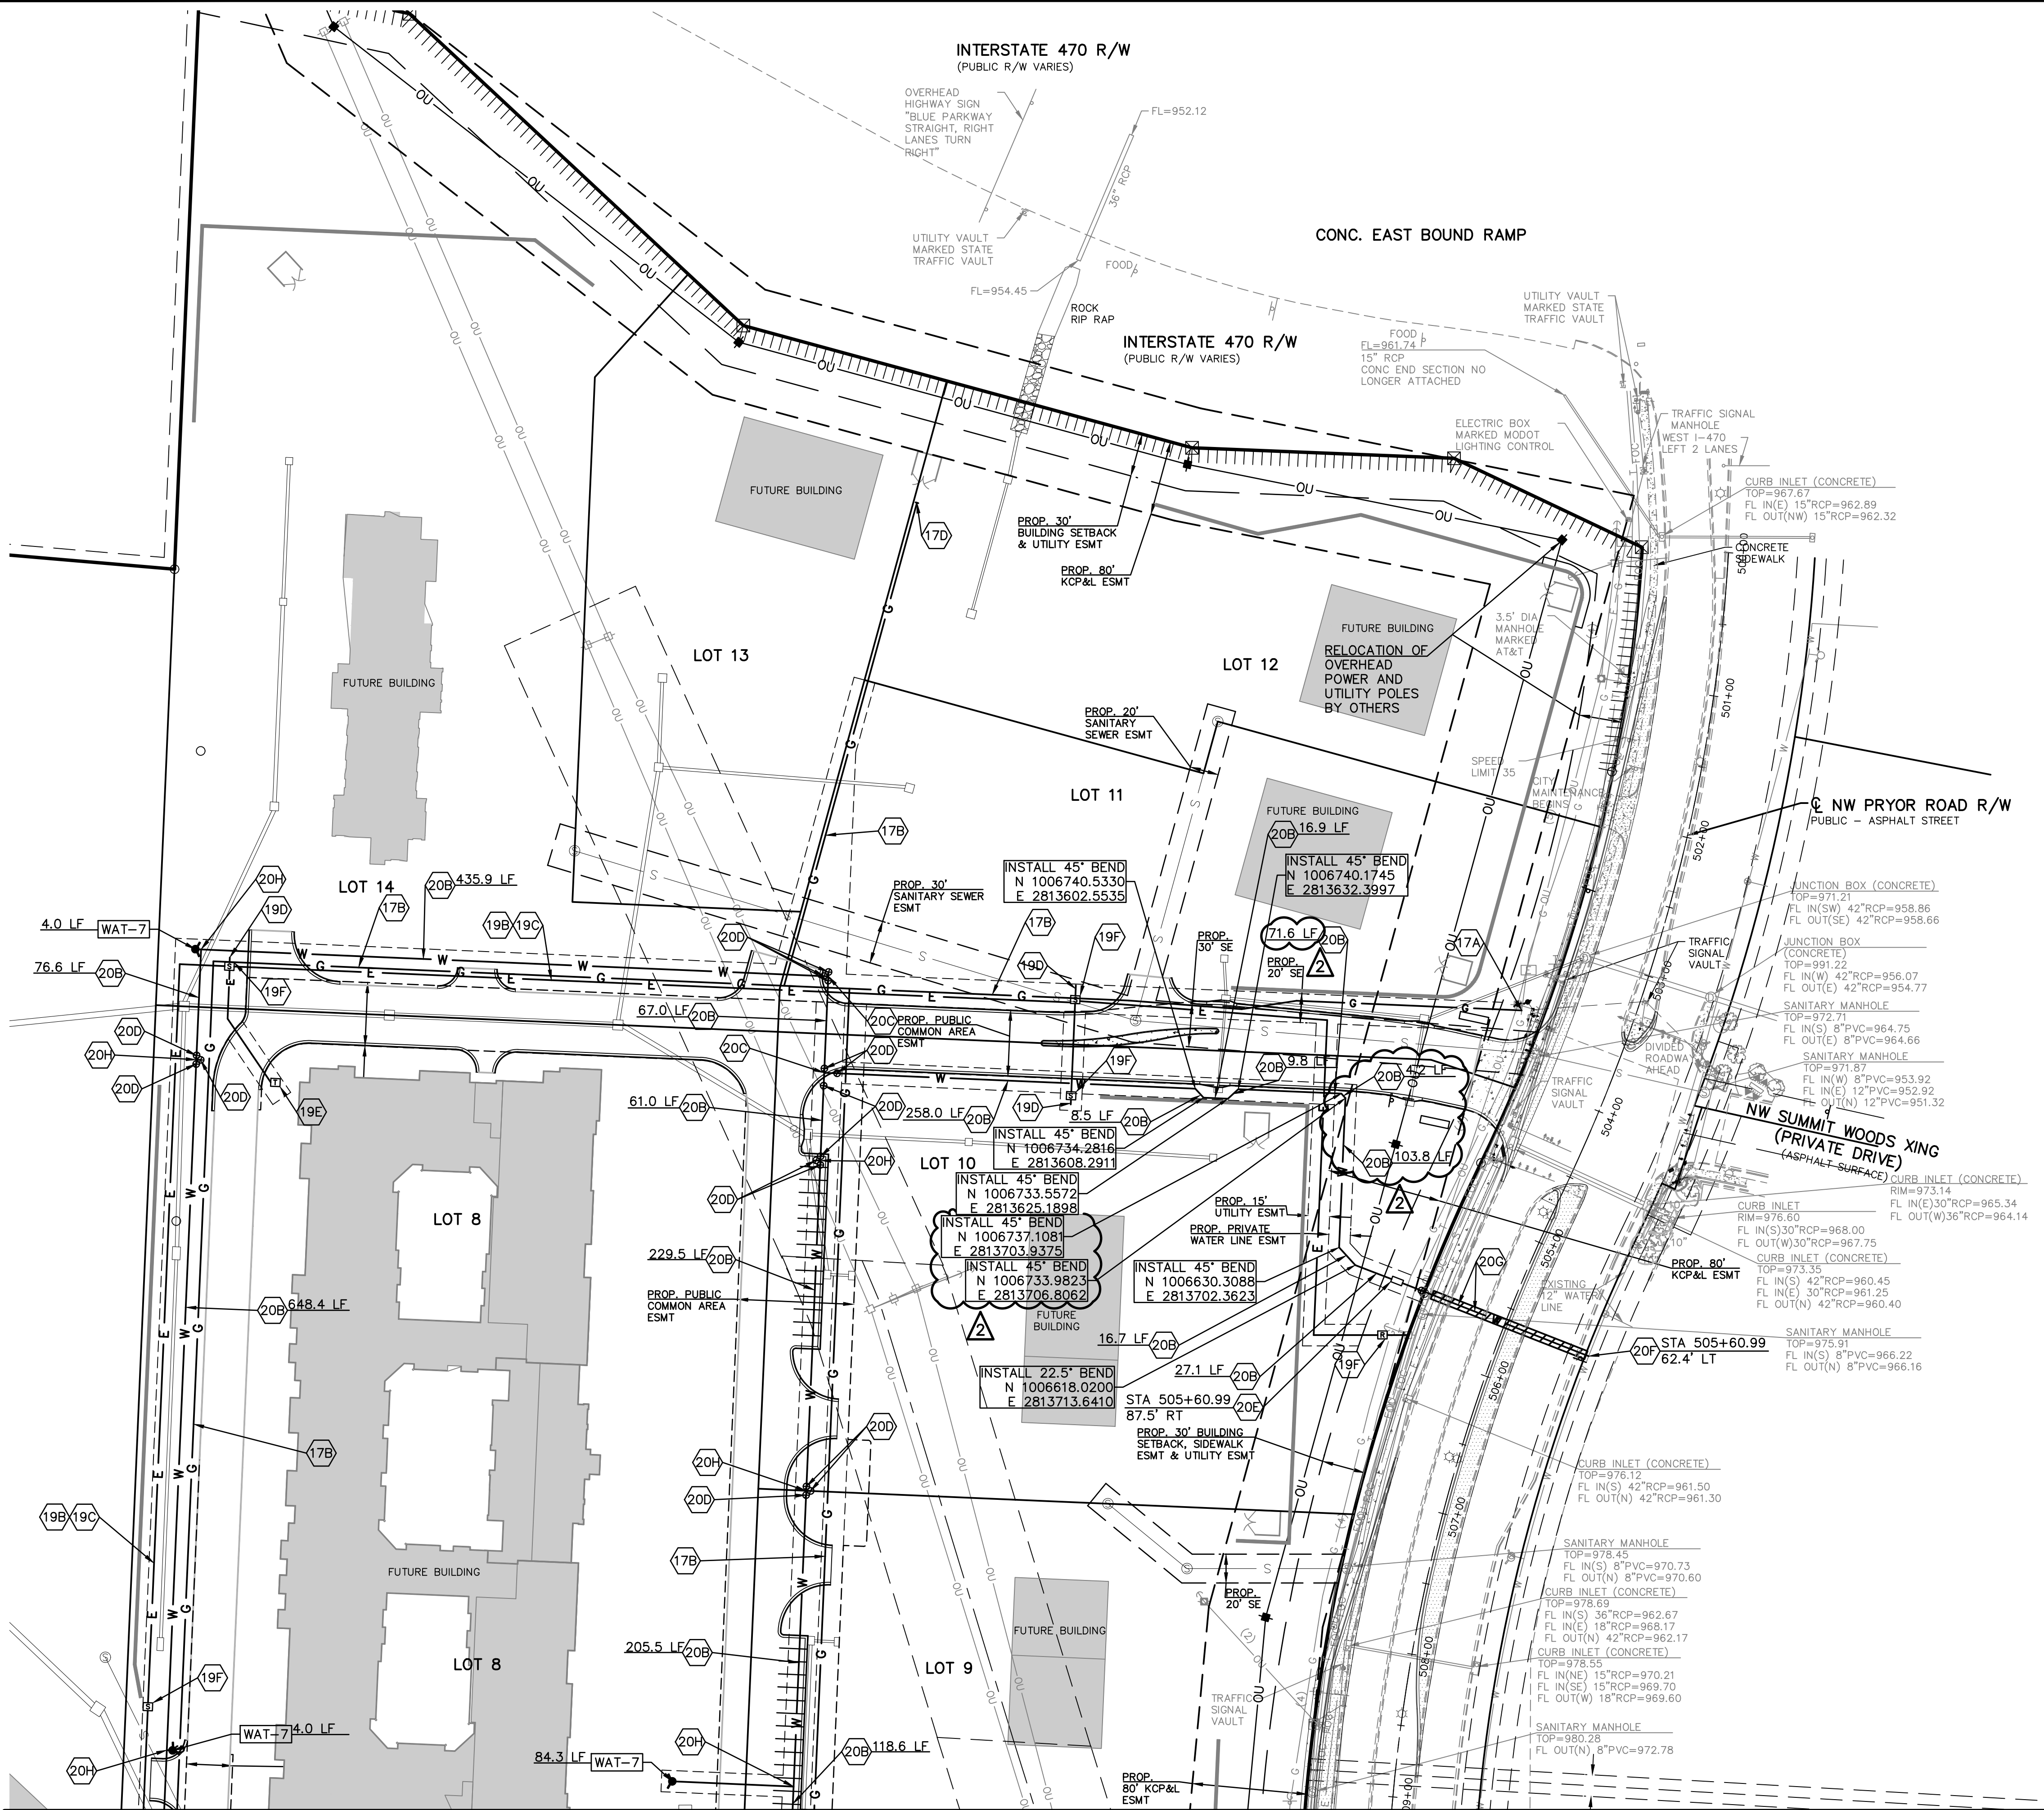 INTERSTATE 470 R/W
(PUBLIC R/W VARIES)
OVERHEAD
HIGHWAY SIGN
"BLUE PARKWAY
STRAIGHT, RIGHT
LANES TURN
RIGHT"
FL=952.12
36" RCP
UTILITY VAULT
MARKED STATE
TRAFFIC VAULT
FOOD
CONC. EAST BOUND RAMP
FL=954.45
ROCK
RIP RAP
INTERSTATE 470 R/W
(PUBLIC R/W VARIES)
UTILITY VAULT
MARKED STATE
TRAFFIC VAULT
FOOD
FL=961.74
15" RCP
CONC END SECTION NO
LONGER ATTACHED
ELECTRIC BOX
MARKED MODOT
LIGHTING CONTROL
TRAFFIC SIGNAL
MANHOLE
WEST I-470
LEFT 2 LANES
CURB INLET (CONCRETE)
TOP=967.67
FL IN(E) 15"RCP=962.89
FL OUT(NW) 15"RCP=962.32
CONCRETE
SIDEWALK
FUTURE BUILDING
17D
PROP. 30'
BUILDING SETBACK
& UTILITY ESMT
PROP. 80'
KCP&L ESMT
3.5' DIA
MANHOLE
MARKED
AT&T
FUTURE BUILDING
RELOCATION OF
OVERHEAD
POWER AND
UTILITY POLES
BY OTHERS
LOT 13
LOT 12
FUTURE BUILDING
PROP. 20'
SANITARY
SEWER ESMT
501+00
SPEED
LIMIT 35
CITY
MAINTENANCE
BEGINS
LOT 11
FUTURE BUILDING
℄ NW PRYOR ROAD R/W
PUBLIC - ASPHALT STREET
502+00
17B
20B 16.9 LF
INSTALL 45° BEND
N 1006740.5330
E 2813602.5535
INSTALL 45° BEND
N 1006740.1745
E 2813632.3997
LOT 14
20H
20B 435.9 LF
17B
19D
19B 19C
4.0 LF WAT-7
76.6 LF 20B
PROP. 30'
SANITARY SEWER
ESMT
20D
17B
19F
19D
PROP.
30' SE
71.6 LF 20B
PROP.
20' SE
2
17A
TRAFFIC
SIGNAL
VAULT
JUNCTION BOX (CONCRETE)
TOP=971.21
FL IN(SW) 42"RCP=958.86
FL OUT(SE) 42"RCP=958.66
JUNCTION BOX
(CONCRETE)
TOP=991.22
FL IN(W) 42"RCP=956.07
FL OUT(E) 42"RCP=954.77
SANITARY MANHOLE
TOP=972.71
FL IN(S) 8"PVC=964.75
FL OUT(E) 8"PVC=964.66
SANITARY MANHOLE
TOP=971.87
FL IN(W) 8"PVC=953.92
FL IN(E) 12"PVC=952.92
FL OUT(N) 12"PVC=951.32
503+00
19F
20D
20H
20D
20D
19E
67.0 LF 20B
20C
PROP. PUBLIC
COMMON AREA
ESMT
20C
20D
19F
20B 9.8 LF
20B 4.2 LF
DIVIDED
ROADWAY
AHEAD
TRAFFIC
SIGNAL
VAULT
504+00
NW SUMMIT WOODS XING
(PRIVATE DRIVE)
(ASPHALT SURFACE)
61.0 LF 20B
20D
258.0 LF 20B
19D
8.5 LF 20B
INSTALL 45° BEND
N 1006734.2816
E 2813608.2911
20H
LOT 10
20D
20B 103.8 LF
2
INSTALL 45° BEND
N 1006733.5572
E 2813625.1898
INSTALL 45° BEND
N 1006737.1081
E 2813703.9375
INSTALL 45° BEND
N 1006733.9823
E 2813706.8062
2
FUTURE
BUILDING
PROP. 15'
UTILITY ESMT
PROP. PRIVATE
WATER LINE ESMT
INSTALL 45° BEND
N 1006630.3088
E 2813702.3623
CURB INLET (CONCRETE)
RIM=973.14
FL IN(E)30"RCP=965.34
FL OUT(W)36"RCP=964.14
CURB INLET
RIM=976.60
FL IN(S)30"RCP=968.00
FL OUT(W)30"RCP=967.75
CURB INLET (CONCRETE)
TOP=973.35
FL IN(S) 42"RCP=960.45
FL IN(E) 30"RCP=961.25
FL OUT(N) 42"RCP=960.40
PROP. 80'
KCP&L ESMT
LOT 8
229.5 LF 20B
PROP. PUBLIC
COMMON AREA
ESMT
20B 648.4 LF
505+00
20G
EXISTING
12" WATER
LINE
SANITARY MANHOLE
TOP=975.91
FL IN(S) 8"PVC=966.22
FL OUT(N) 8"PVC=966.16
20F STA 505+60.99
62.4' LT
16.7 LF 20B
19F
INSTALL 22.5° BEND
N 1006618.0200
E 2813713.6410
27.1 LF 20B
STA 505+60.99 20E
87.5' RT
506+00
PROP. 30' BUILDING
SETBACK, SIDEWALK
ESMT & UTILITY ESMT
17B
20D
20H
20D
CURB INLET (CONCRETE)
TOP=976.12
FL IN(S) 42"RCP=961.50
FL OUT(N) 42"RCP=961.30
19B 19C
507+00
17B
FUTURE BUILDING
PROP.
20' SE
SANITARY MANHOLE
TOP=978.45
FL IN(S) 8"PVC=970.73
FL OUT(N) 8"PVC=970.60
CURB INLET (CONCRETE)
TOP=978.69
FL IN(S) 36"RCP=962.67
FL IN(E) 18"RCP=968.17
FL OUT(N) 42"RCP=962.17
FUTURE BUILDING
205.5 LF 20B
LOT 8
LOT 9
19F
508+00
CURB INLET (CONCRETE)
TOP=978.55
FL IN(NE) 15"RCP=970.21
FL IN(SE) 15"RCP=969.70
FL OUT(W) 18"RCP=969.60
TRAFFIC
SIGNAL
VAULT
WAT-7 4.0 LF
20H
20H
20B 118.6 LF
84.3 LF WAT-7
SANITARY MANHOLE
TOP=980.28
FL OUT(N) 8"PVC=972.78
PROP.
80' KCP&L
ESMT